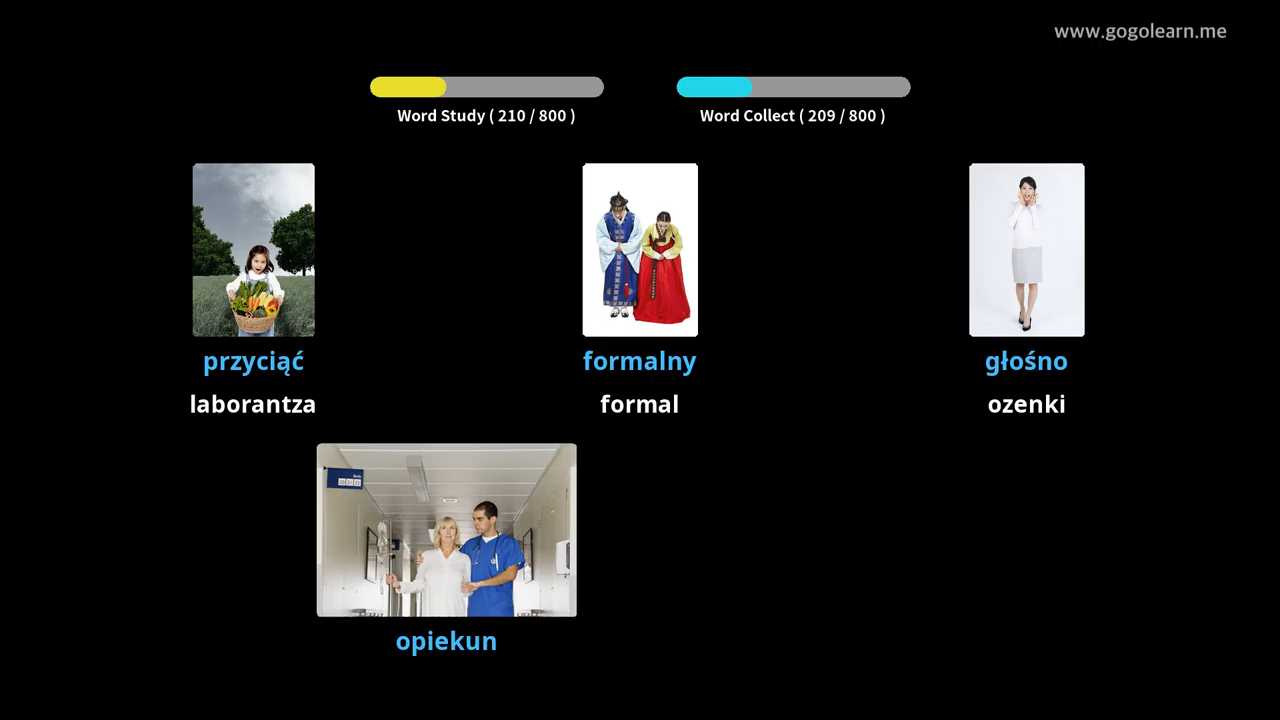 www.gogolearn.me
Word Study ( 210 / 800 )
Word Collect ( 209 / 800 )
przyciąć
formalny
głośno
laborantza
formal
ozenki
opiekun